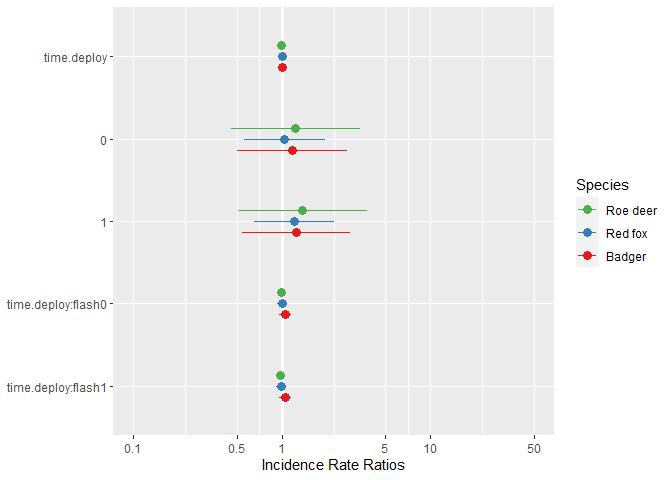 time.deploy
0
1
time.deploy:flash0
time.deploy:flash1
0.1
0.5
1
5
10
50
Incidence Rate Ratios
Species
Roe deer
Red fox
Badger